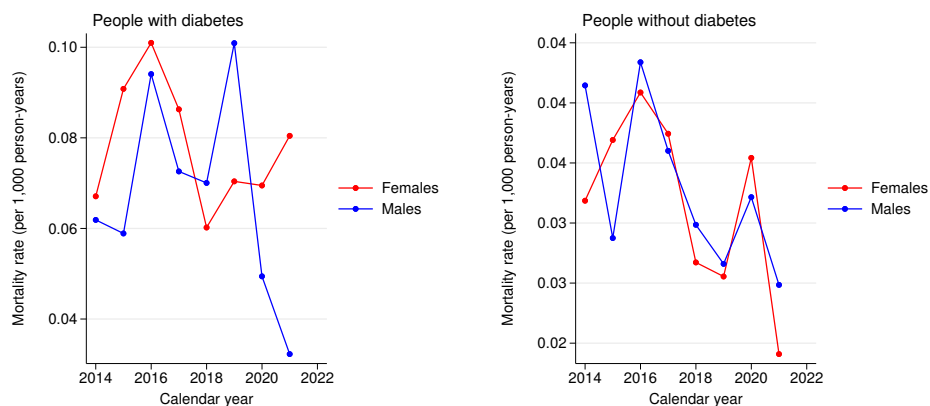 People with diabetes
Mortality rate (per 1,000 person-years)
0.10
0.08
0.06
0.04
2014 2016 2018 2020 2022
Calendar year
Females
Males
People without diabetes
Mortality rate (per 1,000 person-years)
0.04
0.04
0.04
0.03
0.03
0.02
2014 2016 2018 2020 2022
Calendar year
Females
Males